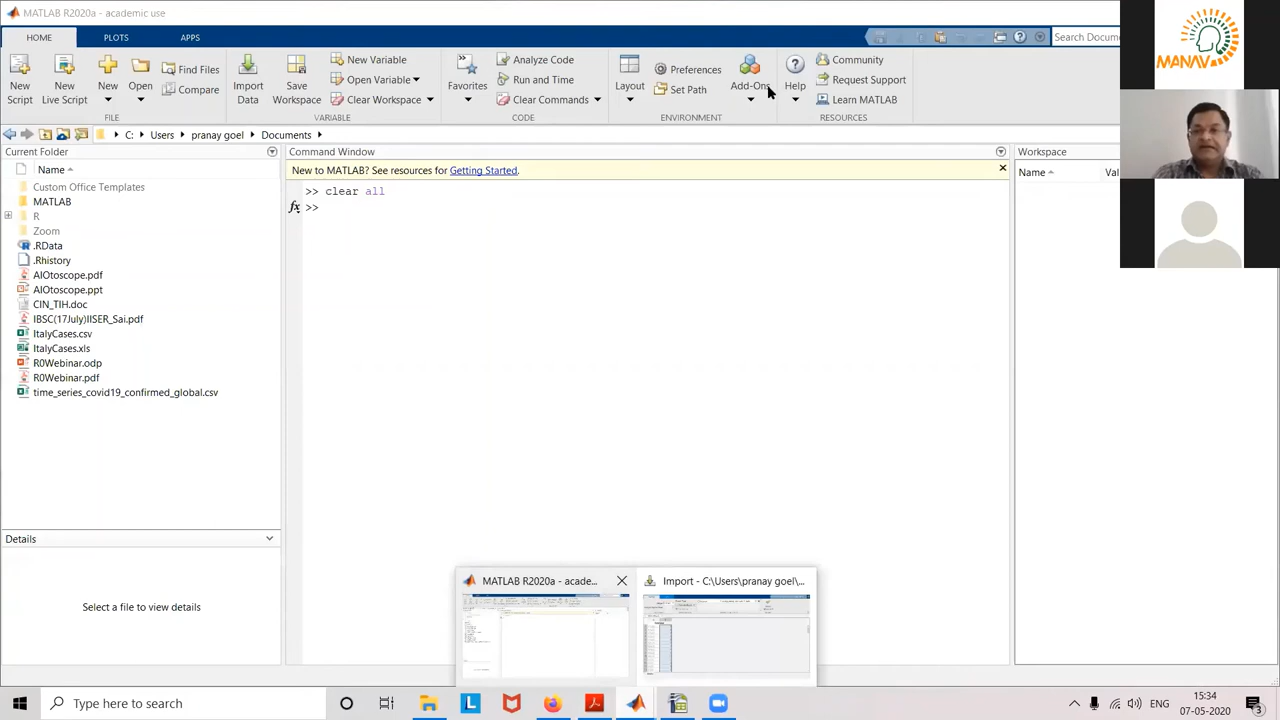 MATLAB R2020a - academic use
HOME
PLOTS
APPS
Search Docume
New Script
New Live Script
New
Open
Find Files
Compare
FILE
Import Data
Save Workspace
New Variable
Open Variable
Clear Workspace
VARIABLE
Favorites
Analyze Code
Run and Time
Clear Commands
CODE
Layout
Preferences
Set Path
Add-Ons
ENVIRONMENT
Help
Community
Request Support
Learn MATLAB
RESOURCES
MANAV
C: Users pranay goel Documents
Current Folder
Name
Custom Office Templates
MATLAB
R
Zoom
.RData
.Rhistory
AIOtoscope.pdf
AIOtoscope.ppt
CIN_TIH.doc
IBSC(17July)IISER_Sai.pdf
ItalyCases.csv
ItalyCases.xls
R0Webinar.odp
R0Webinar.pdf
time_series_covid19_confirmed_global.csv
Details
Select a file to view details
Command Window
New to MATLAB? See resources for Getting Started.
>> clear all
fx >>
Workspace
Name
Val
MATLAB R2020a - acade...
Import - C:\Users\pranay goel\...
Type here to search
ENG
15:34
07-05-2020
3